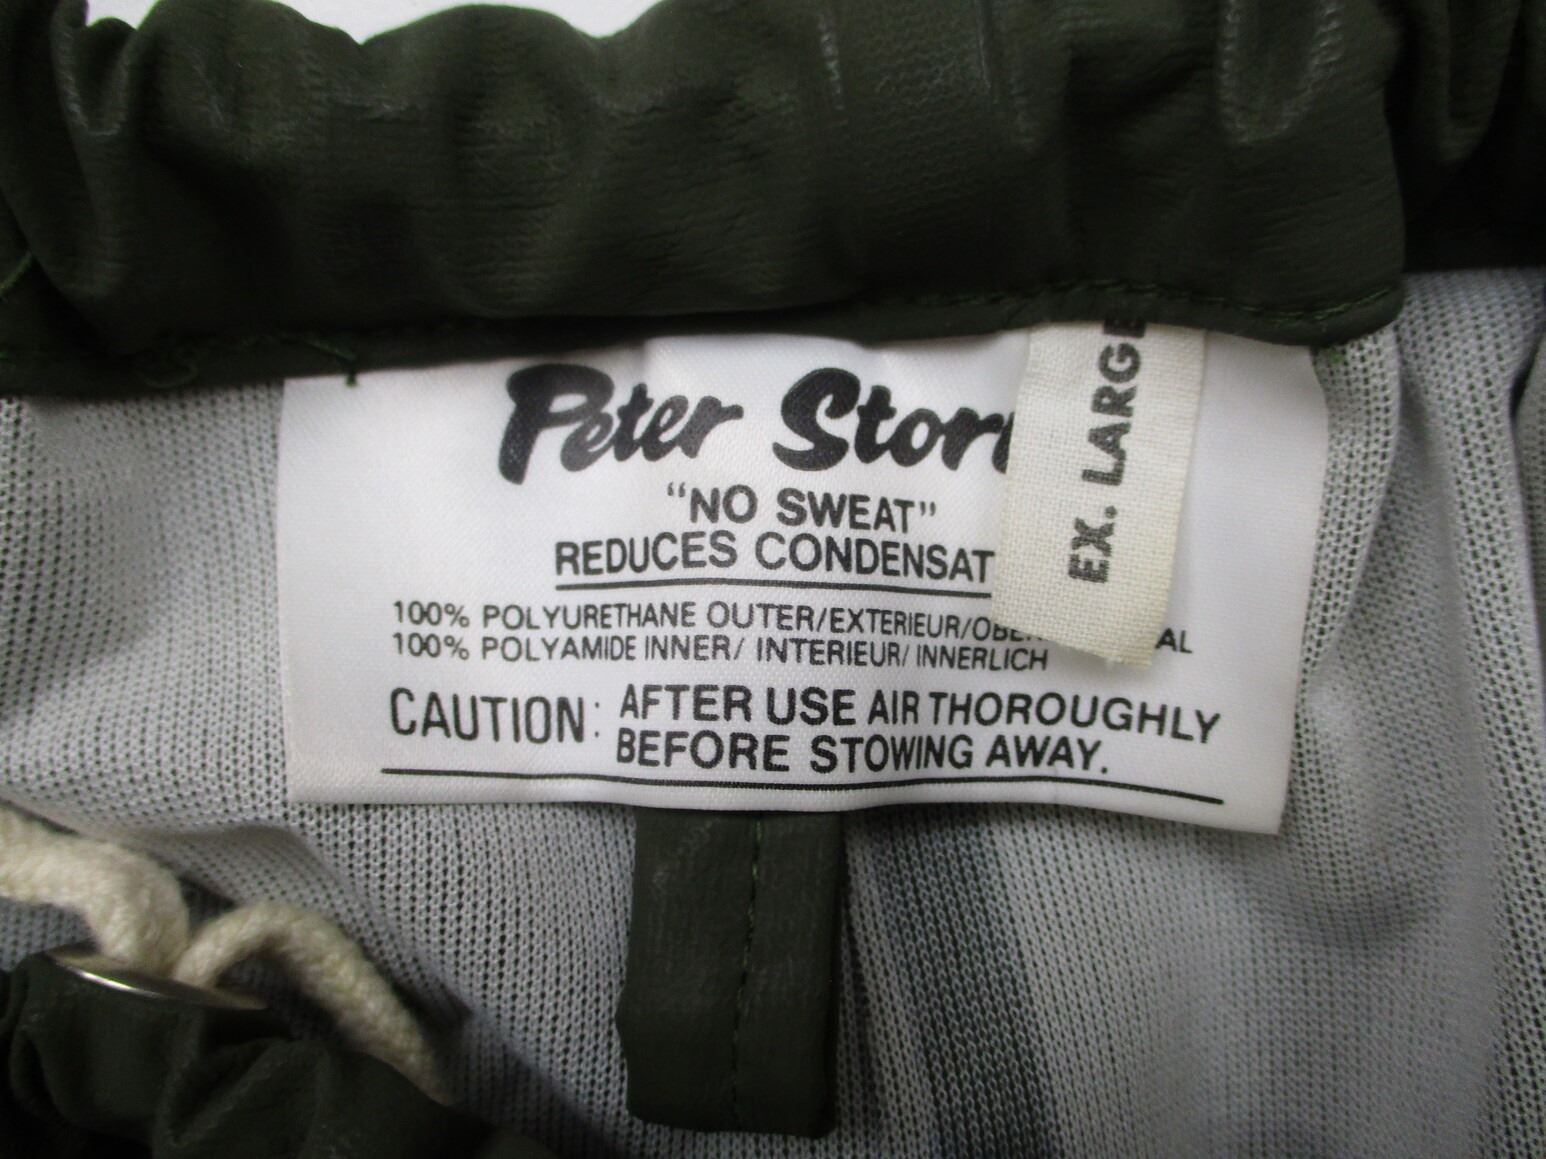 Peter Stor
"NO SWEAT"
REDUCES CONDENSAT
100% POLYURETHANE OUTER/EXTERIEUR/OBE AL
100% POLYAMIDE INNER/ INTERIEUR/ INNERLICH
CAUTION: AFTER USE AIR THOROUGHLY
BEFORE STOWING AWAY.
EX. LARGE